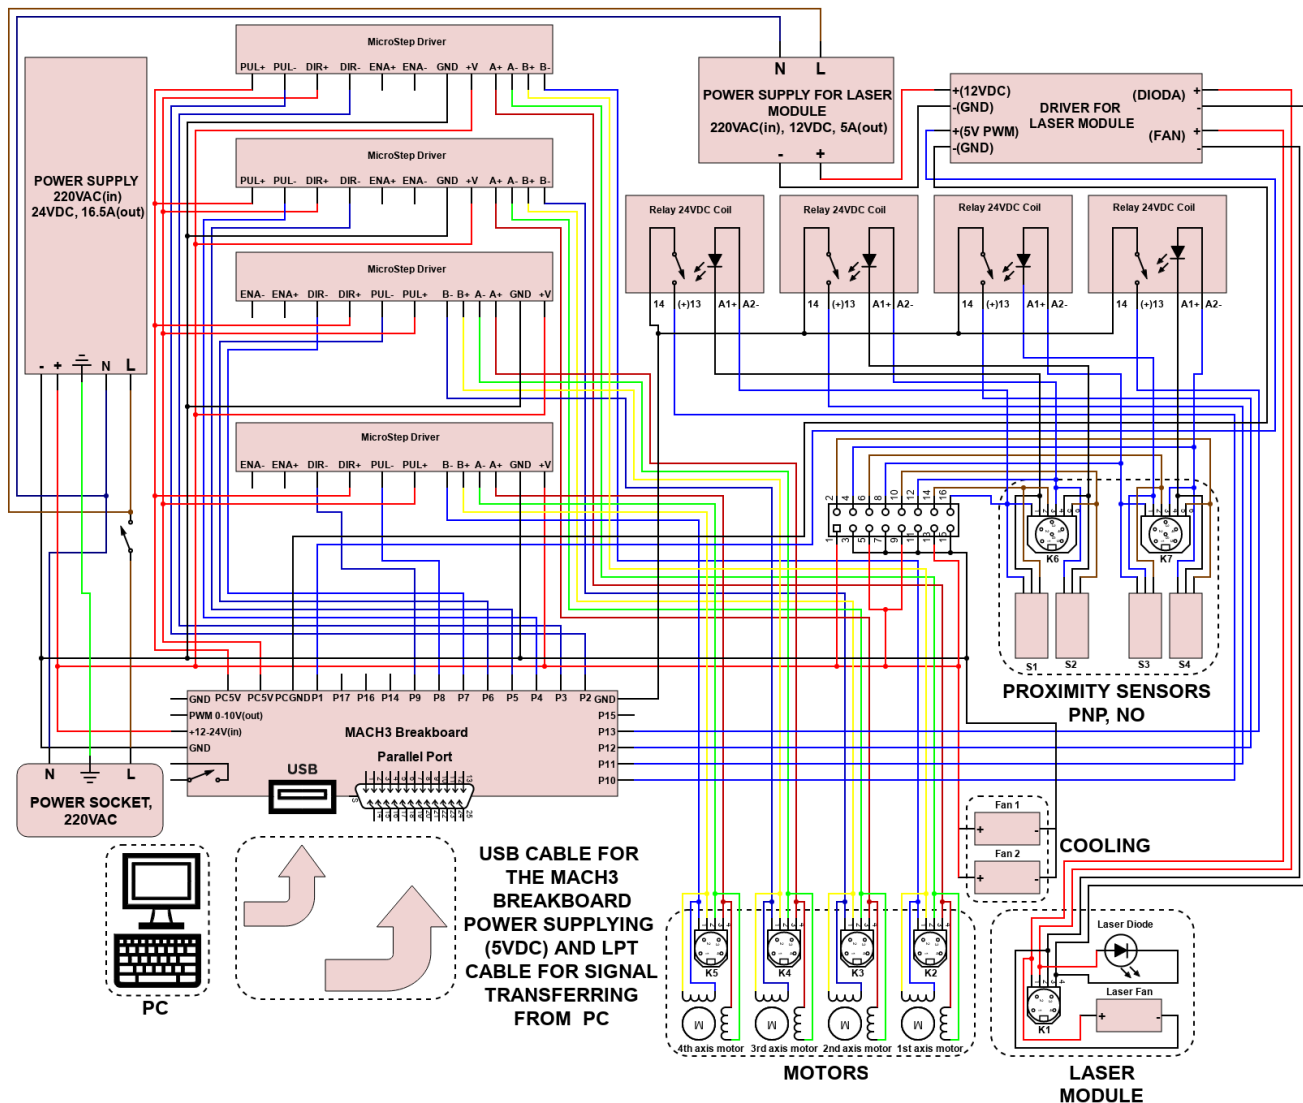 MicroStep Driver
PUL+ PUL- DIR+ DIR- ENA+ ENA- GND +V A+ A- B+ B-
MicroStep Driver
PUL+ PUL- DIR+ DIR- ENA+ ENA- GND +V A+ A- B+ B-
MicroStep Driver
ENA- ENA+ DIR- DIR+ PUL- PUL+ B- B+ A- A+ GND +V
MicroStep Driver
ENA- ENA+ DIR- DIR+ PUL- PUL+ B- B+ A- A+ GND +V
POWER SUPPLY
220VAC(in)
24VDC, 16.5A(out)
- + N L
N L
POWER SUPPLY FOR LASER
MODULE
220VAC(in), 12VDC, 5A(out)
- +
+(12VDC)
-(GND)
+(5V PWM)
-(GND)
DRIVER FOR
LASER MODULE
(DIODA) +
-
(FAN) +
-
Relay 24VDC Coil
14 (+)13 A1+ A2-
Relay 24VDC Coil
14 (+)13 A1+ A2-
Relay 24VDC Coil
14 (+)13 A1+ A2-
Relay 24VDC Coil
14 (+)13 A1+ A2-
2 4 6 8 10 12 14 16
1 3 5 7 9 11 13 15
K6
K7
S1 S2 S3 S4
PROXIMITY SENSORS
PNP, NO
GND PC5V PC5V PCGND P1 P17 P16 P14 P9 P8 P7 P6 P5 P4 P3 P2 GND
PWM 0-10V(out)
+12-24V(in)
GND
MACH3 Breakboard
Parallel Port
USB
P15
P13
P12
P11
P10
N L
POWER SOCKET,
220VAC
PC
USB CABLE FOR
THE MACH3
BREAKBOARD
POWER SUPPLYING
(5VDC) AND LPT
CABLE FOR SIGNAL
TRANSFERRING
FROM PC
Fan 1
+ -
Fan 2
+ -
COOLING
K5 K4 K3 K2
M M M M
4th axis motor 3rd axis motor 2nd axis motor 1st axis motor
MOTORS
Laser Diode
Laser Fan
+ -
K1
LASER
MODULE